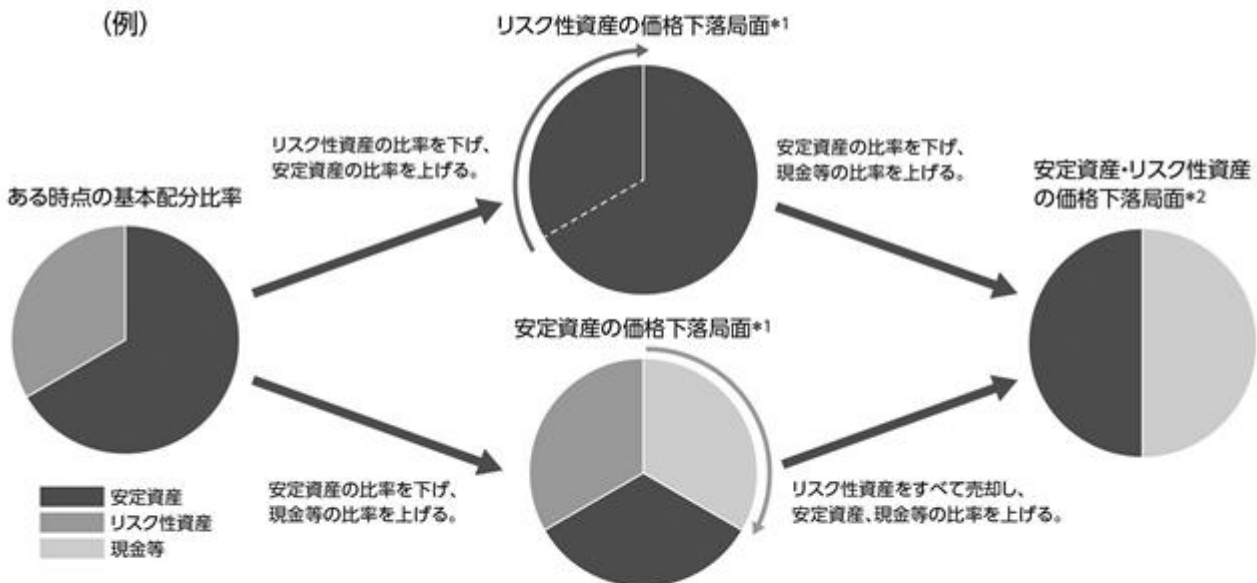 (例)
リスク性資産の価格下落局面*1
リスク性資産の比率を下げ、
安定資産の比率を上げる。
安定資産の比率を下げ、
現金等の比率を上げる。
ある時点の基本配分比率
安定資産・リスク性資産
の価格下落局面*2
安定資産の価格下落局面*1
安定資産
リスク性資産
現金等
安定資産の比率を下げ、
現金等の比率を上げる。
リスク性資産をすべて売却し、
安定資産、現金等の比率を上げる。